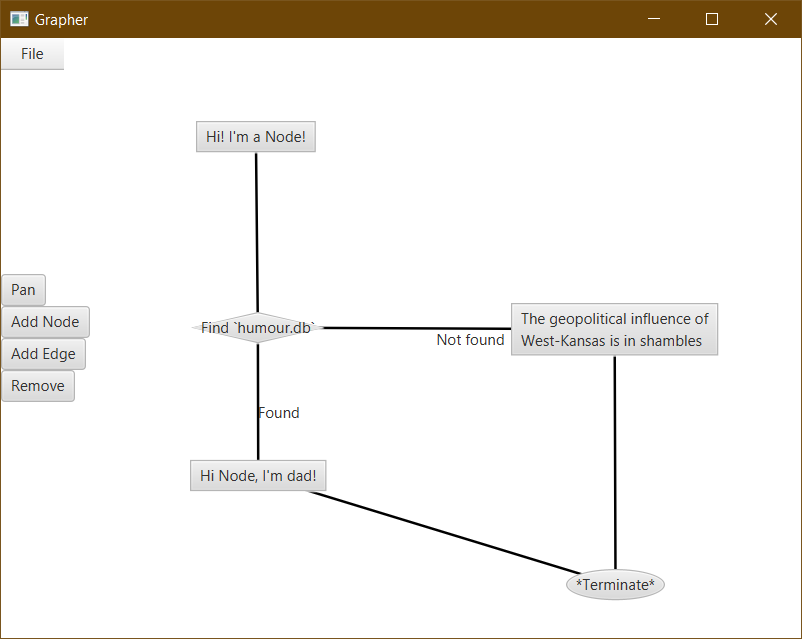 Grapher
File
Hi! I'm a Node!
Pan
Add Node
Add Edge
Remove
Find `humour.db`
Not found
The geopolitical influence of
West-Kansas is in shambles
Found
Hi Node, I'm dad!
*Terminate*